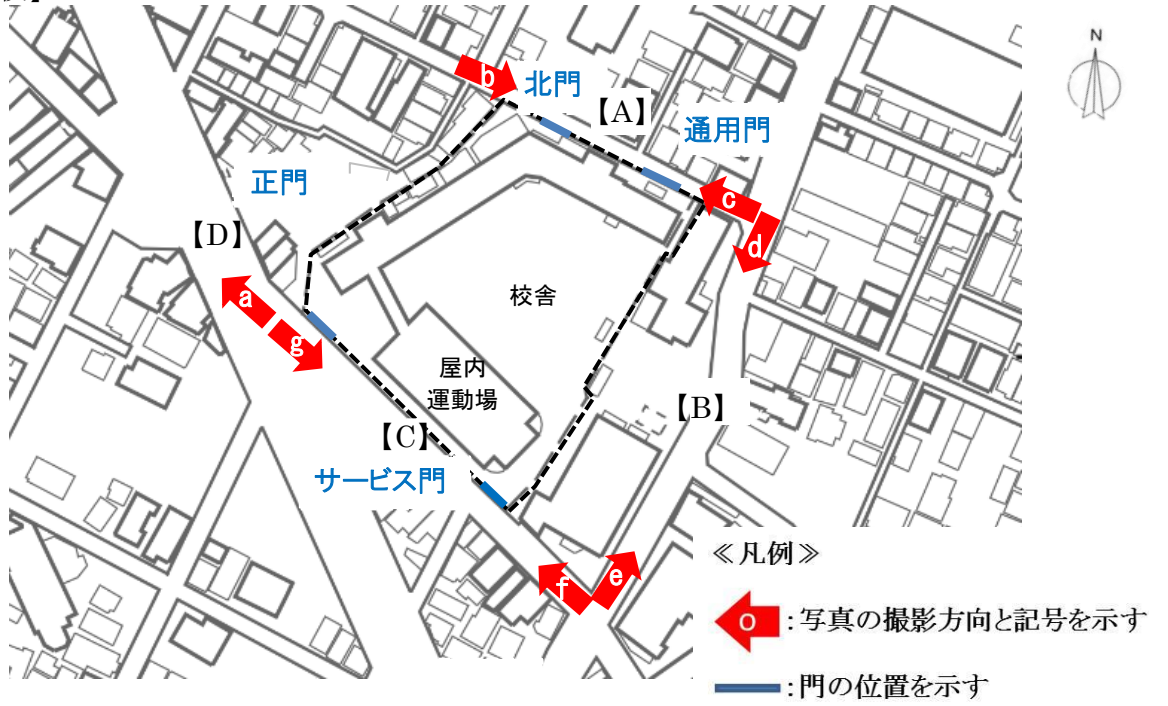 N
b
北門
【A】
通用門
正門
c
【D】
d
a
校舎
g
屋内
運動場
【B】
【C】
サービス門
≪凡例≫
f
e
o
:写真の撮影方向と記号を示す
:門の位置を示す